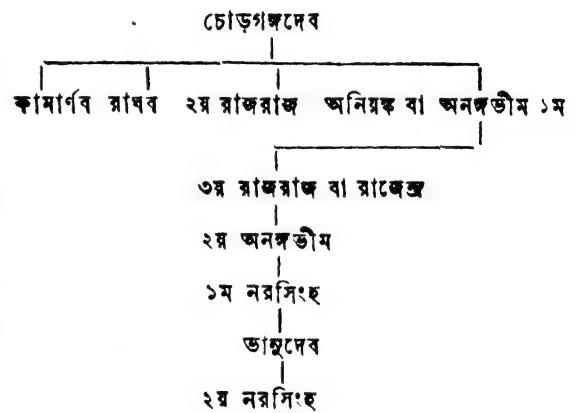 চোড়গঙ্গদেব
কামার্ণব রাঘব ২য় রাজরাজ অনিয়ঙ্ক বা অনঙ্গভীম ১ম
৩য় রাজরাজ বা রাজেন্দ্র
২য় অনঙ্গভীম
১ম নরসিংহ
ভানুদেব
২য় নরসিংহ